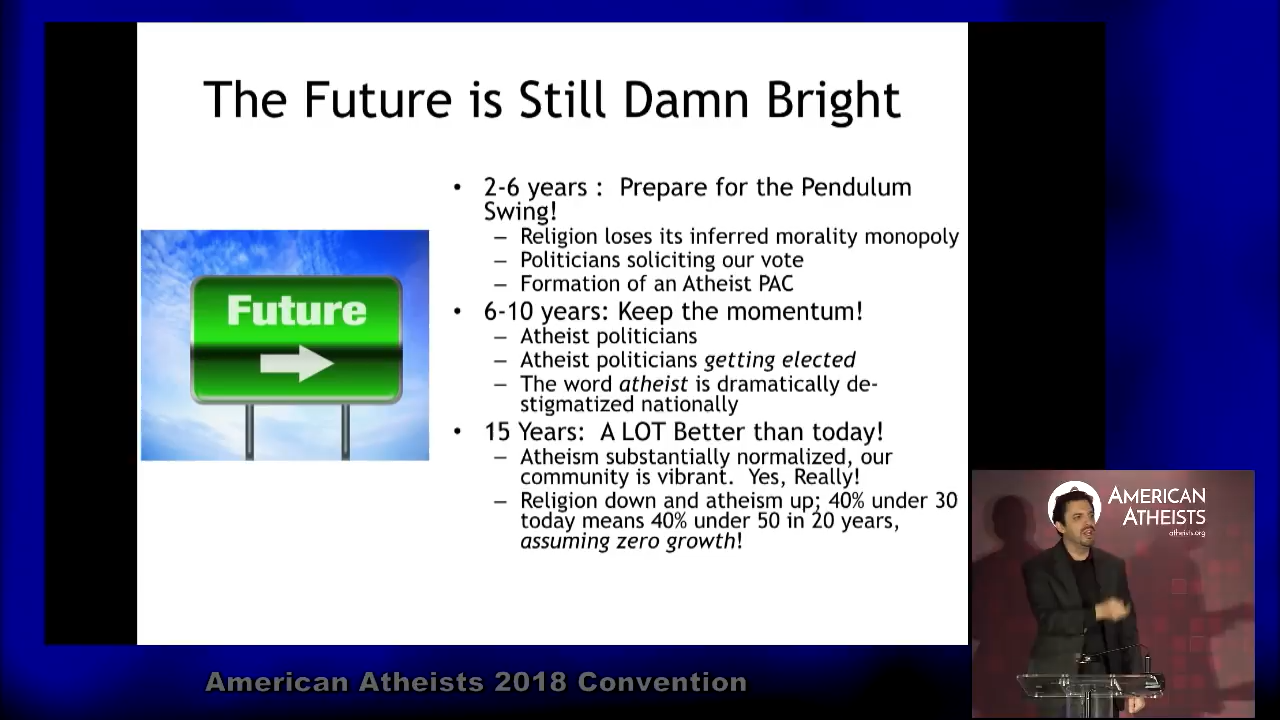 The Future is Still Damn Bright
Future
• 2-6 years : Prepare for the Pendulum
Swing!
– Religion loses its inferred morality monopoly
– Politicians soliciting our vote
– Formation of an Atheist PAC
• 6-10 years: Keep the momentum!
– Atheist politicians
– Atheist politicians getting elected
– The word atheist is dramatically de-
stigmatized nationally
• 15 Years: A LOT Better than today!
– Atheism substantially normalized, our
community is vibrant. Yes, Really!
– Religion down and atheism up; 40% under 30
today means 40% under 50 in 20 years,
assuming zero growth!
AMERICAN
ATHEISTS
atheists.org
American Atheists 2018 Convention